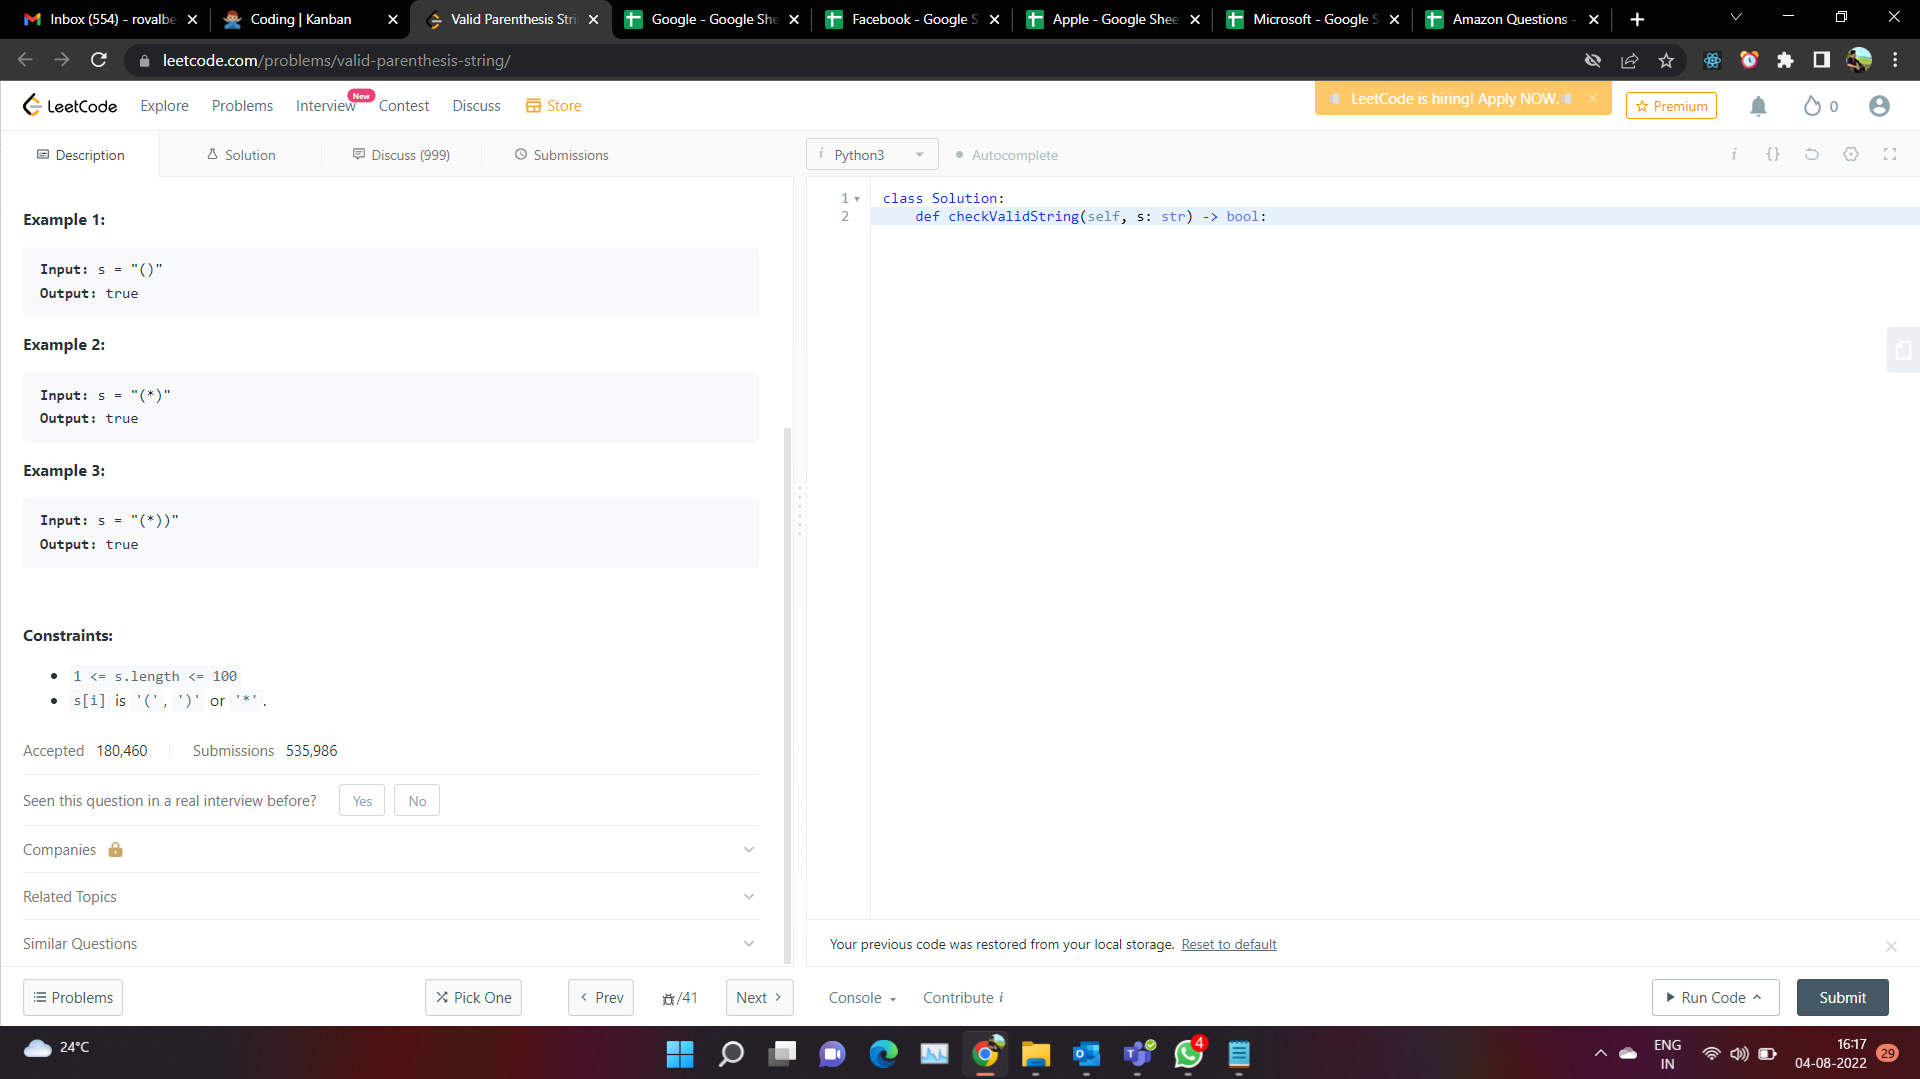 Inbox (554) - rovalbe
Coding | Kanban
Valid Parenthesis Stri
Google - Google She
Facebook - Google S
Apple - Google Shee
Microsoft - Google S
Amazon Questions -
leetcode.com/problems/valid-parenthesis-string/
LeetCode
Explore
Problems
Interview
New
Contest
Discuss
Store
LeetCode is hiring! Apply NOW.
Premium
0
Description
Solution
Discuss (999)
Submissions
i Python3
Autocomplete
i
{}
Example 1:
Input: s = "()"
Output: true
Example 2:
Input: s = "(*)"
Output: true
Example 3:
Input: s = "(*))"
Output: true
Constraints:
1 <= s.length <= 100
s[i] is '(', ')' or '*'.
Accepted 180,460
Submissions 535,986
Seen this question in a real interview before?
Yes
No
Companies
Related Topics
Similar Questions
1 class Solution:
2 def checkValidString(self, s: str) -> bool:
Your previous code was restored from your local storage. Reset to default
Problems
Pick One
Prev
/41
Next
Console
Contribute i
Run Code
Submit
24°C
4
ENG
IN
16:17
04-08-2022
29